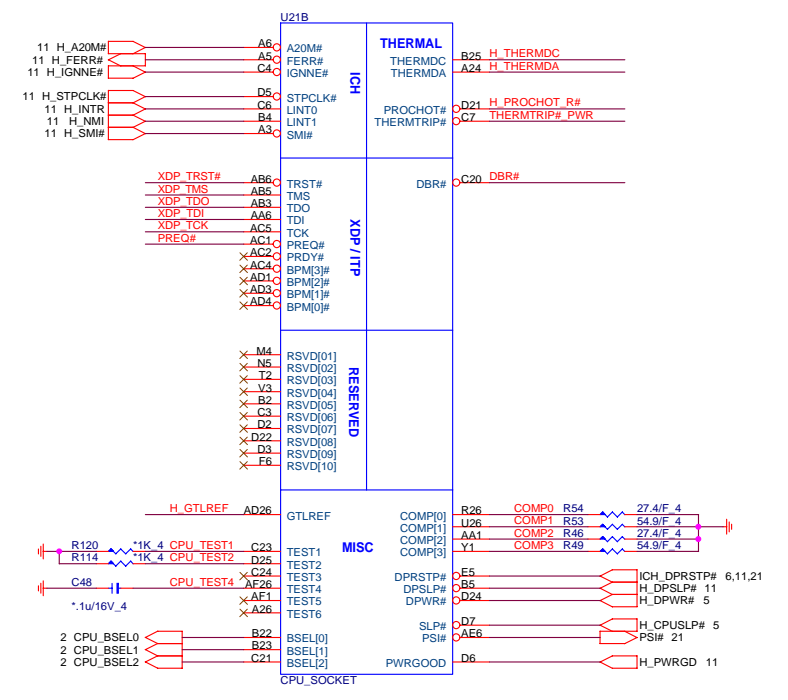 U21B
11 H_A20M# A6 A20M# THERMAL
11 H_FERR# A5 FERR# THERMDC B25 H_THERMDC
11 H_IGNNE# C4 IGNNE# THERMDA A24 H_THERMDA
ICH
11 H_STPCLK# D5 STPCLK#
11 H_INTR C6 LINT0 PROCHOT# D21 H_PROCHOT_R#
11 H_NMI B4 LINT1 THERMTRIP# C7 THERMTRIP#_PWR
11 H_SMI# A3 SMI#
XDP_TRST# AB6 TRST# DBR# C20 DBR#
XDP_TMS AB5 TMS
XDP_TDO AB3 TDO
XDP_TDI AA6 TDI
XDP_TCK AC5 TCK
PREQ# AC1 PREQ#
AC2 PRDY#
AC4 BPM[3]#
AD1 BPM[2]#
AD3 BPM[1]#
AD4 BPM[0]#
XDP / ITP
M4 RSVD[01]
N5 RSVD[02]
T2 RSVD[03]
V3 RSVD[04]
B2 RSVD[05]
C3 RSVD[06]
D2 RSVD[07]
D22 RSVD[08]
D3 RSVD[09]
F6 RSVD[10]
RESERVED
H_GTLREF AD26 GTLREF COMP[0] R26 COMP0 R54 27.4/F_4
COMP[1] U26 COMP1 R53 54.9/F_4
COMP[2] AA1 COMP2 R46 27.4/F_4
COMP[3] Y1 COMP3 R49 54.9/F_4
MISC
R120 *1K_4 CPU_TEST1 C23 TEST1
R114 *1K_4 CPU_TEST2 D25 TEST2
C24 TEST3 DPRSTP# E5 ICH_DPRSTP# 6,11,21
C48 CPU_TEST4 AF26 TEST4 DPSLP# B5 H_DPSLP# 11
*.1u/16V_4 AF1 TEST5 DPWR# D24 H_DPWR# 5
A26 TEST6
SLP# D7 H_CPUSLP# 5
2 CPU_BSEL0 B22 BSEL[0] PSI# AE6 PSI# 21
2 CPU_BSEL1 B23 BSEL[1]
2 CPU_BSEL2 C21 BSEL[2] PWRGOOD D6 H_PWRGD 11
CPU_SOCKET